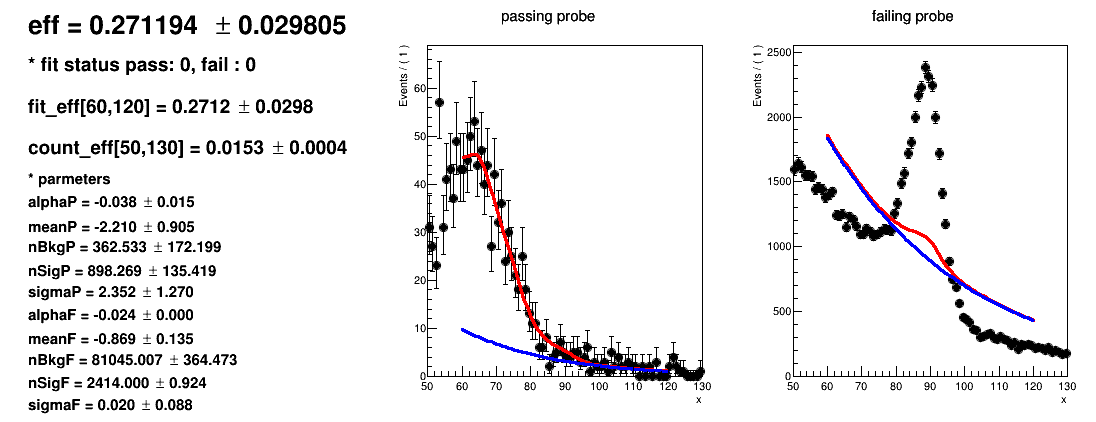 eff = 0.271194 ± 0.029805
* fit status pass: 0, fail : 0
fit_eff[60,120] = 0.2712 ± 0.0298
count_eff[50,130] = 0.0153 ± 0.0004
* parmeters
alphaP = -0.038 ± 0.015
meanP = -2.210 ± 0.905
nBkgP = 362.533 ± 172.199
nSigP = 898.269 ± 135.419
sigmaP = 2.352 ± 1.270
alphaF = -0.024 ± 0.000
meanF = -0.869 ± 0.135
nBkgF = 81045.007 ± 364.473
nSigF = 2414.000 ± 0.924
sigmaF = 0.020 ± 0.088
passing probe
Events / ( 1 )
60
50
40
30
20
10
0
50 60 70 80 90 100 110 120 130
x
failing probe
Events / ( 1 )
2500
2000
1500
1000
500
0
50 60 70 80 90 100 110 120 130
x